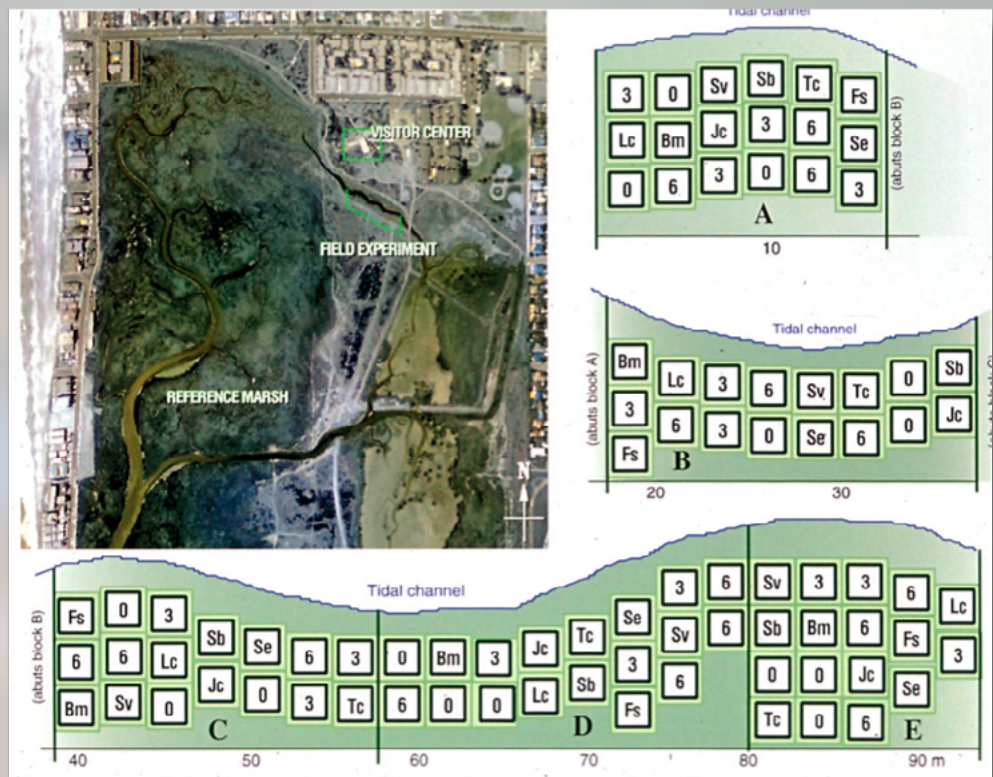 VISITOR CENTER
FIELD EXPERIMENT
REFERENCE MARSH
N
Tidal channel
3 0 Sv Sb Tc Fs
Lc Bm Jc 3 6 Se
0 6 3 0 6 3
(abuts block B)
A
10
Tidal channel
(abuts block A)
Bm Lc 3 6 Sv Tc 0 Sb
3 6 3 0 Se 6 0 Jc
Fs
B
20 30
Tidal channel
(abuts block B)
Fs 0 3 Sb Se 6 3 0 Bm 3 Jc Tc Se 3 6 Sv 3 3 6 Lc
6 6 Lc Jc 0 3 Tc 6 0 0 Lc Sb 3 Sv 6 Sb Bm 6 Fs 3
Bm Sv 0 Fs 6 0 0 Jc Se
Tc 0 6
C D E
40 50 60 70 80 90 m